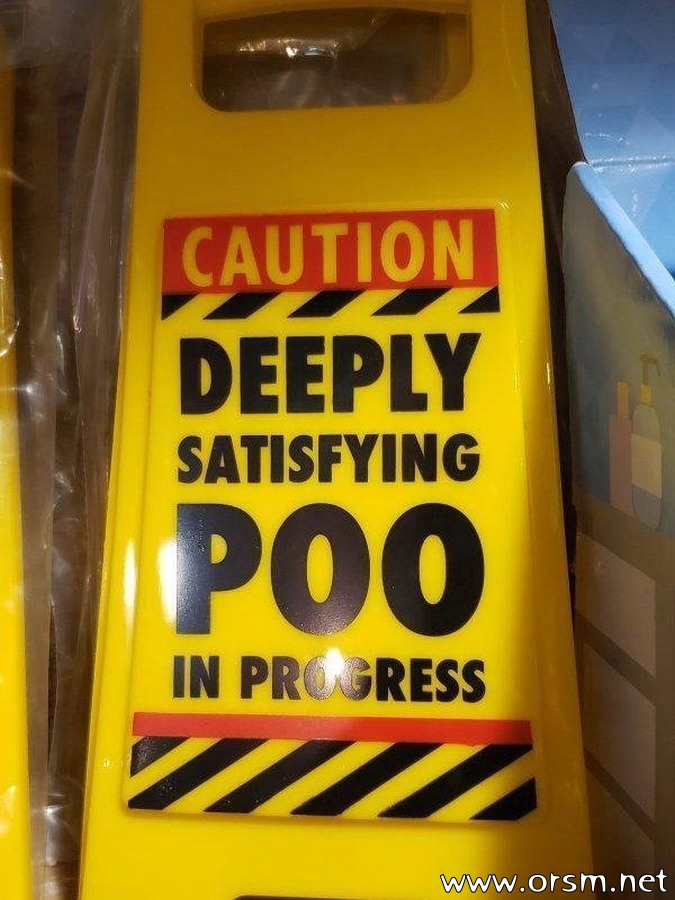 CAUTION
DEEPLY
SATISFYING
POO
IN PROGRESS
www.orsm.net